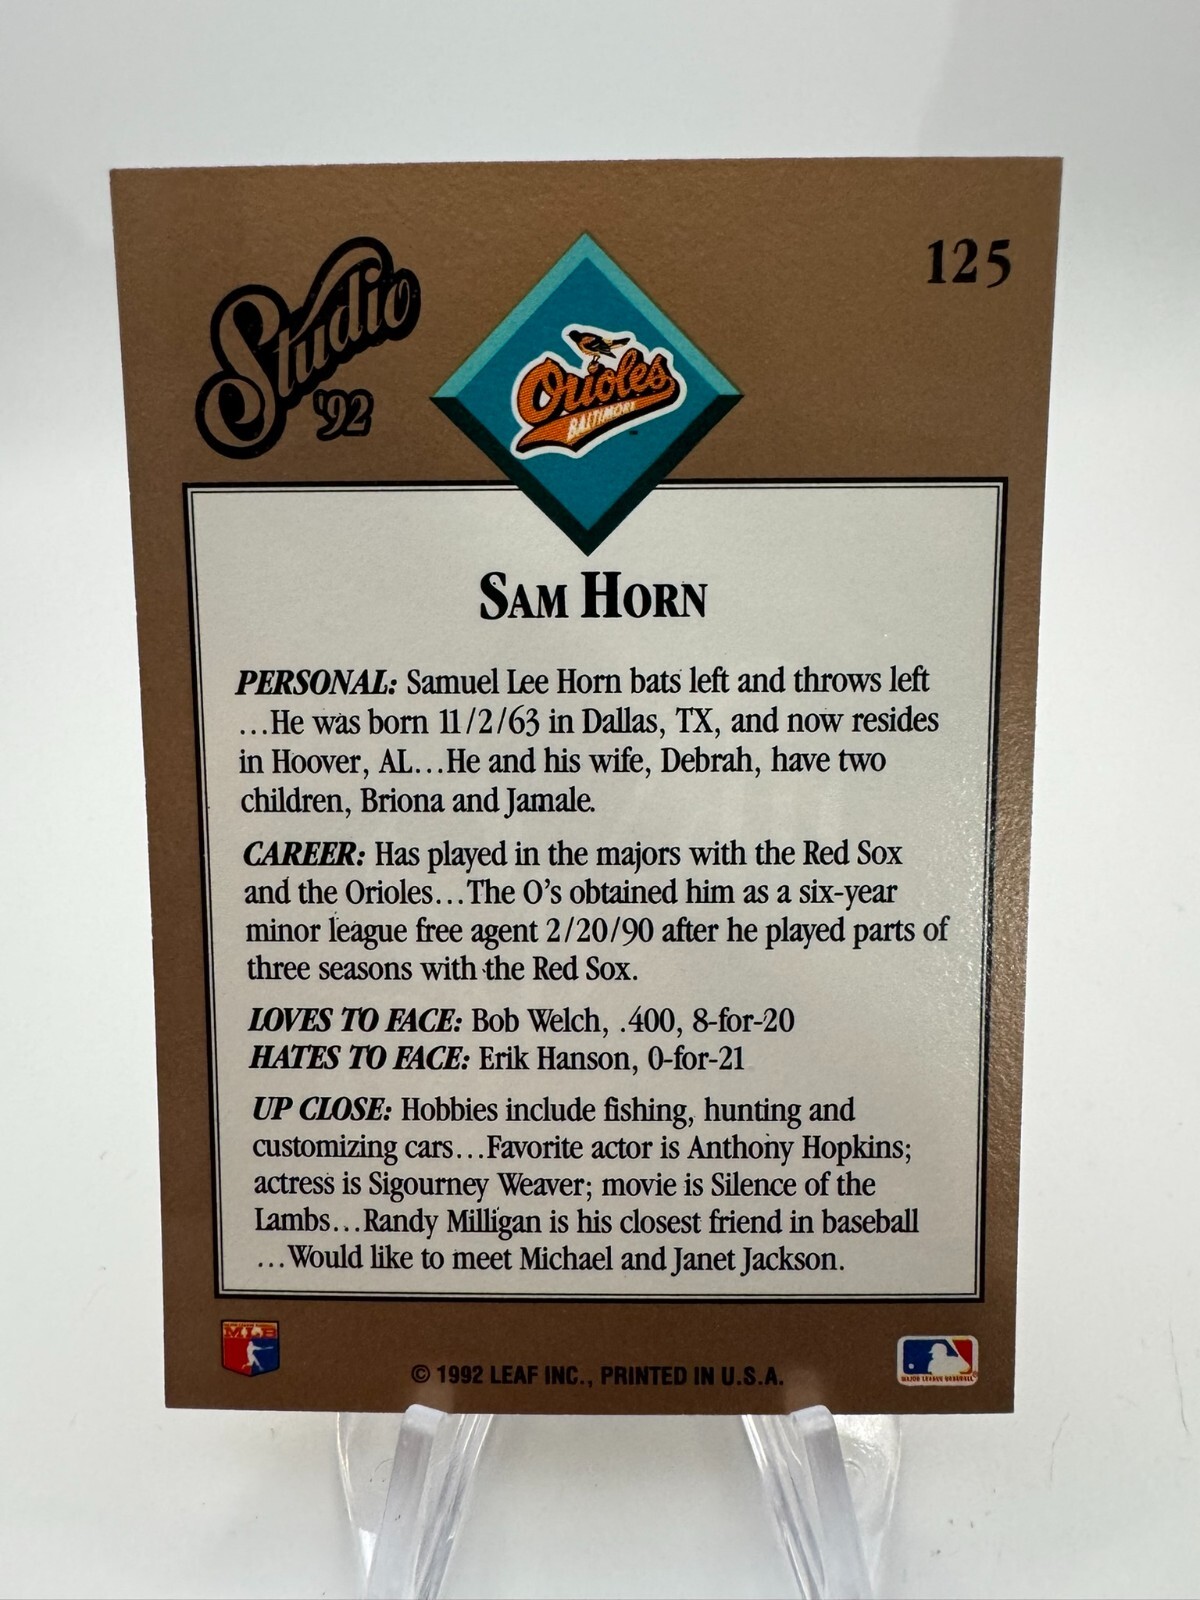 Studio
'92
Orioles
BALTIMORE
125
SAM HORN
PERSONAL: Samuel Lee Horn bats left and throws left
...He was born 11/2/63 in Dallas, TX, and now resides
in Hoover, AL...He and his wife, Debrah, have two
children, Briona and Jamale.
CAREER: Has played in the majors with the Red Sox
and the Orioles...The O's obtained him as a six-year
minor league free agent 2/20/90 after he played parts of
three seasons with the Red Sox.
LOVES TO FACE: Bob Welch, .400, 8-for-20
HATES TO FACE: Erik Hanson, 0-for-21
UP CLOSE: Hobbies include fishing, hunting and
customizing cars...Favorite actor is Anthony Hopkins;
actress is Sigourney Weaver; movie is Silence of the
Lambs...Randy Milligan is his closest friend in baseball
...Would like to meet Michael and Janet Jackson.
MLB
© 1992 LEAF INC., PRINTED IN U.S.A.
MAJOR LEAGUE BASEBALL